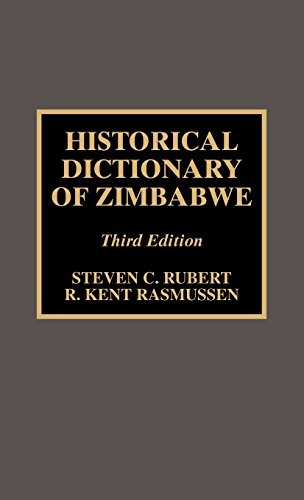 HISTORICAL
DICTIONARY
OF ZIMBABWE
Third Edition
STEVEN C. RUBERT
R. KENT RASMUSSEN